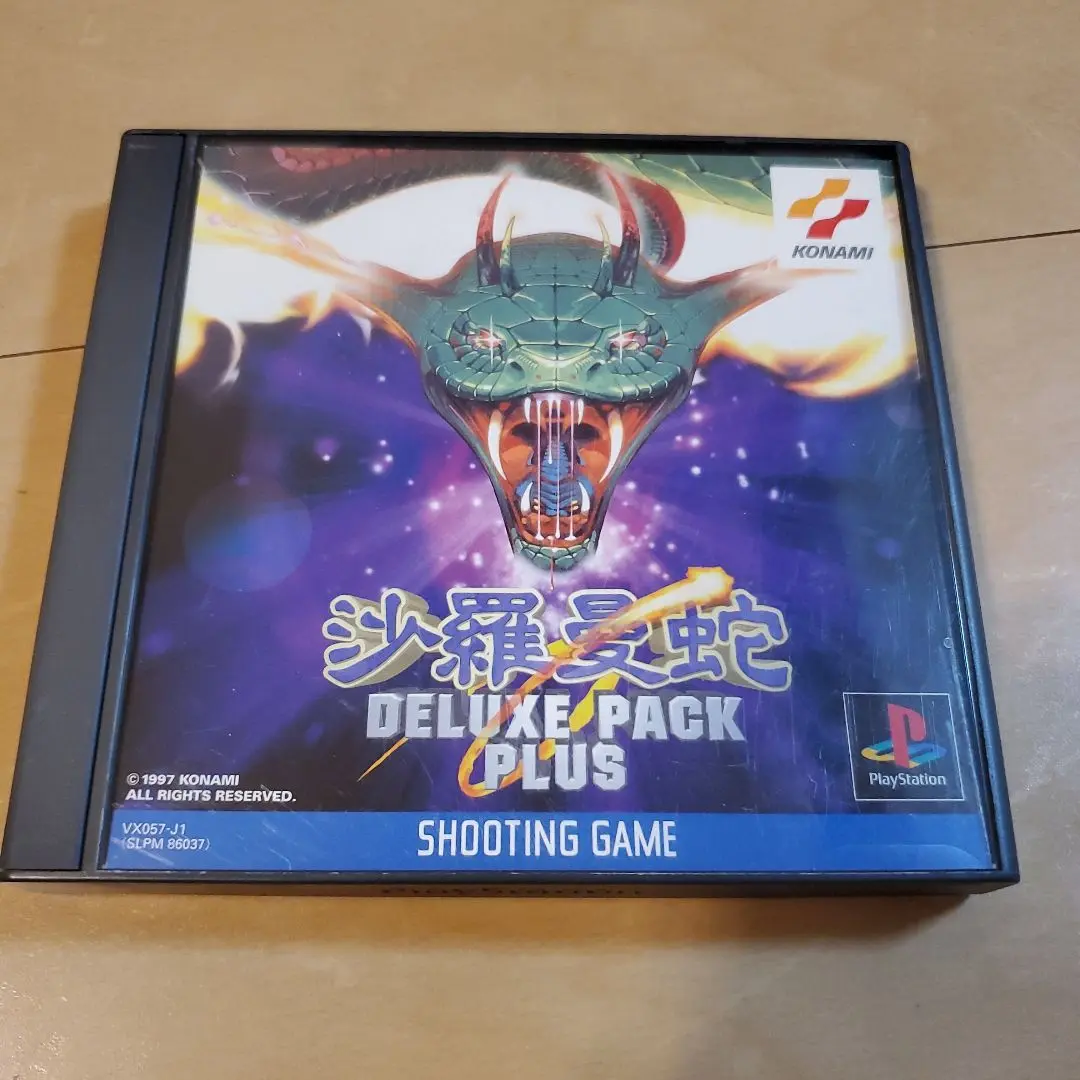 KONAMI
沙羅曼蛇
DELUXE PACK
PLUS
PlayStation
©1997 KONAMI
ALL RIGHTS RESERVED.
VX057-J1
(SLPM 86037)
SHOOTING GAME
PlayStation